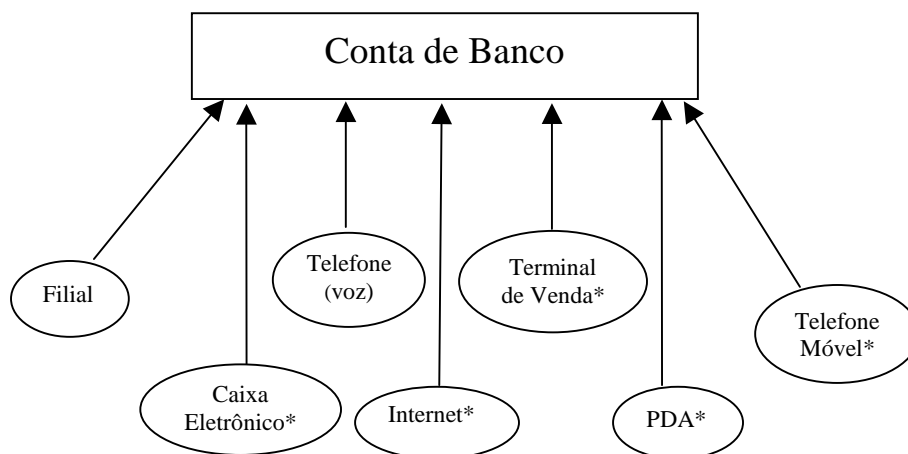 Conta de Banco
Filial
Telefone
(voz)
Terminal
de Venda*
Telefone
Móvel*
Caixa
Eletrônico*
Internet*
PDA*